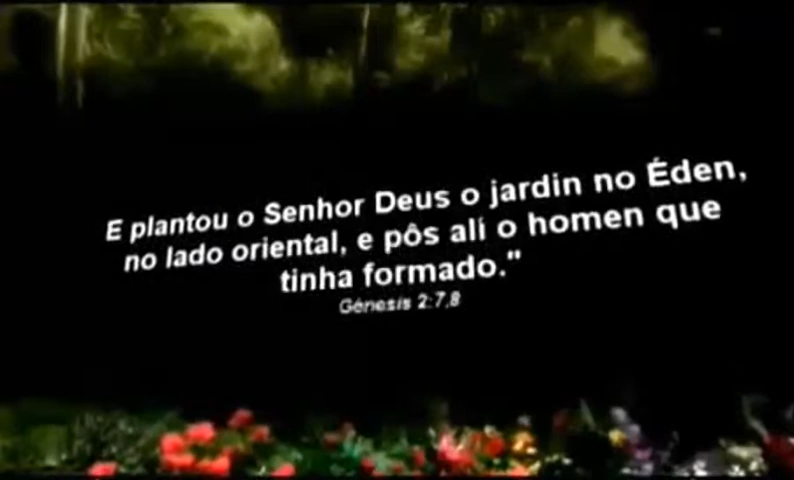 E plantou o Senhor Deus o jardin no Éden,
no lado oriental, e pôs alí o homen que
tinha formado."
Génesis 2:7,8